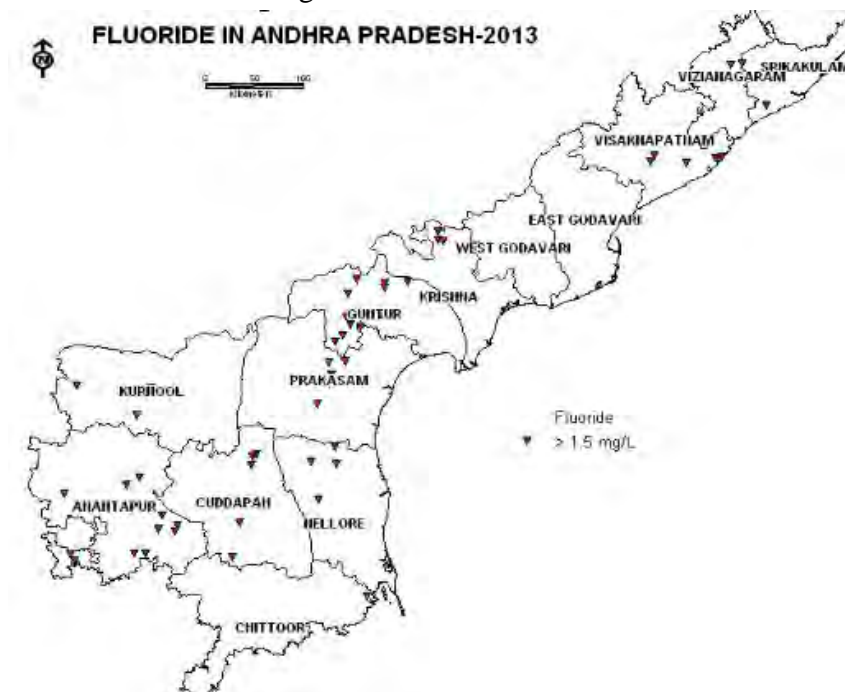 FLUORIDE IN ANDHRA PRADESH-2013
N
0 50 100
kilometers
SRIKAKULAM
VIZIANAGARAM
VISAKHAPATNAM
EAST GODAVARI
WEST GODAVARI
KRISHNA
GUNTUR
PRAKASAM
KURNOOL
Fluoride
> 1.5 mg/L
CUDDAPAH
ANANTAPUR
NELLORE
CHITTOOR